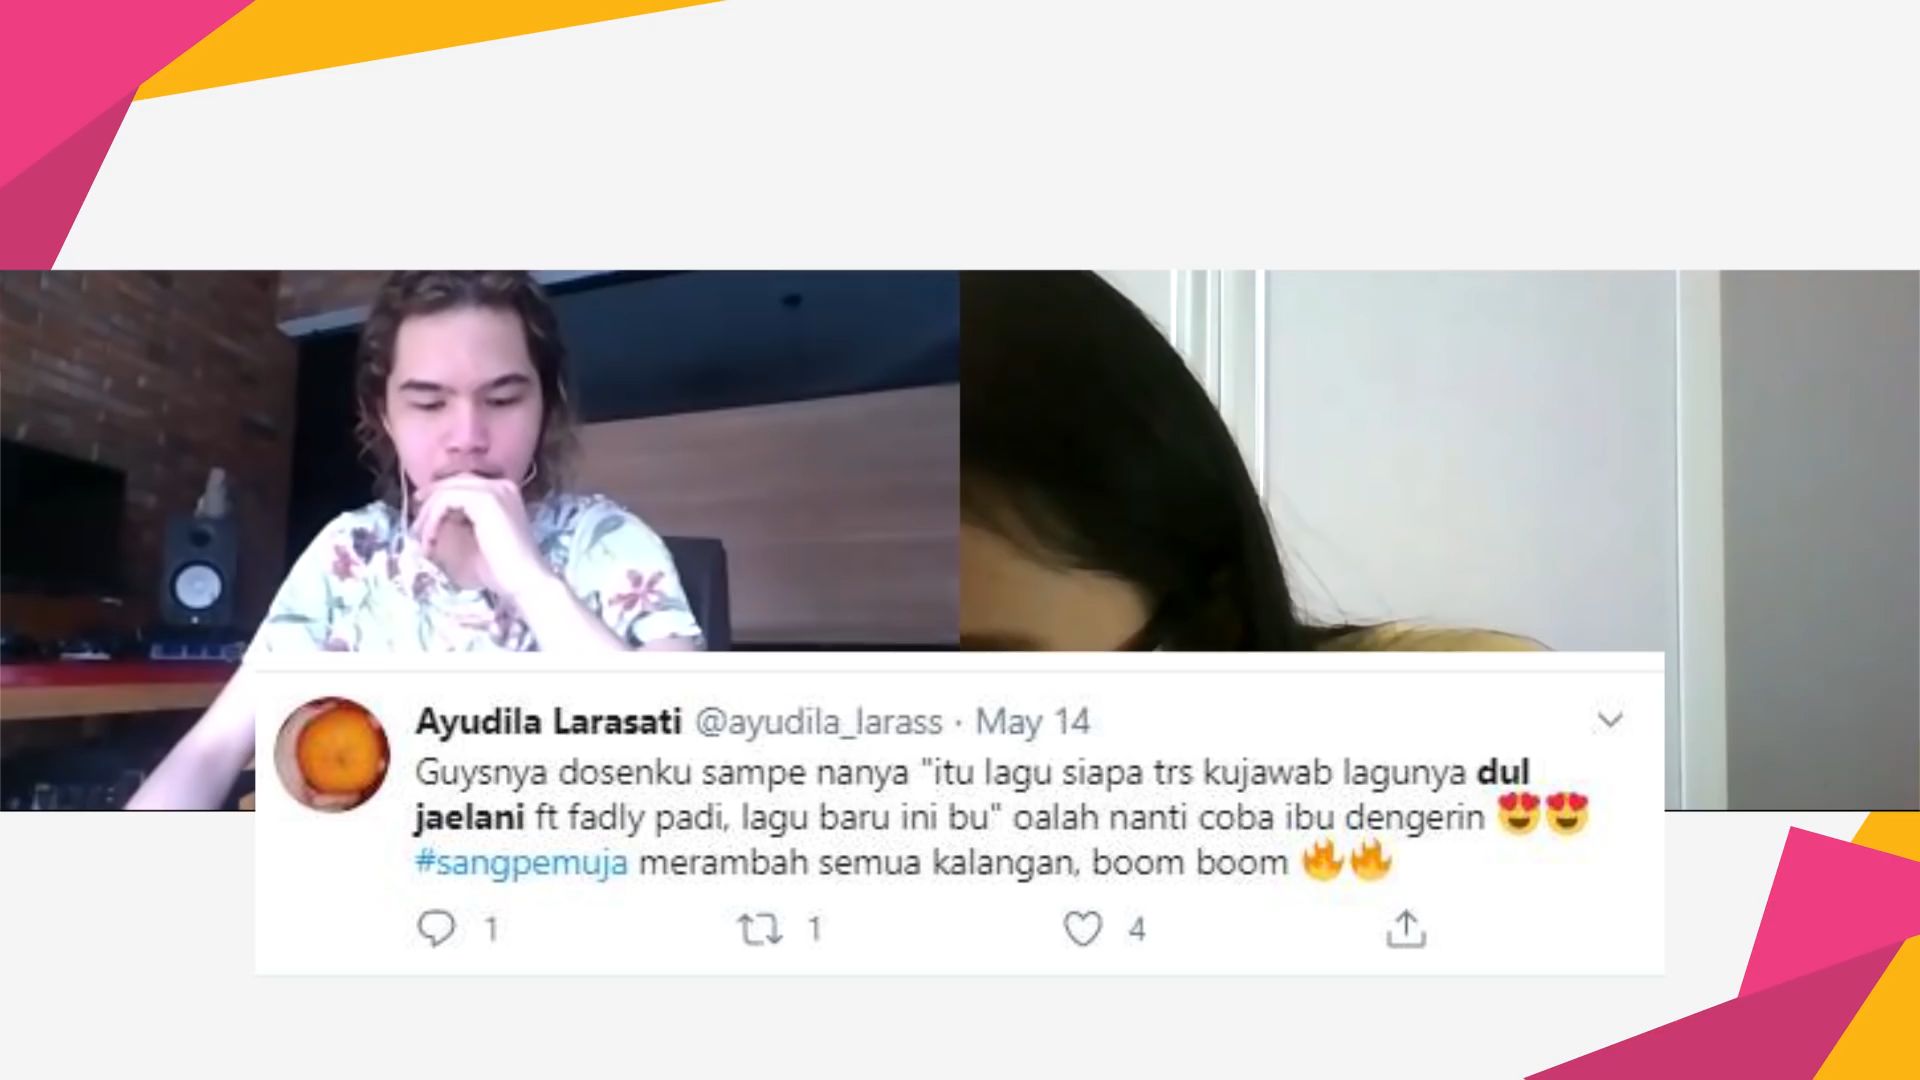 Ayudila Larasati @ayudila_larass · May 14
Guysnya dosenku sampe nanya "itu lagu siapa trs kujawab lagunya dul
jaelani ft fadly padi, lagu baru ini bu" oalah nanti coba ibu dengerin 😍😍
#sangpemuja merambah semua kalangan, boom boom 🔥🔥
1 1 4